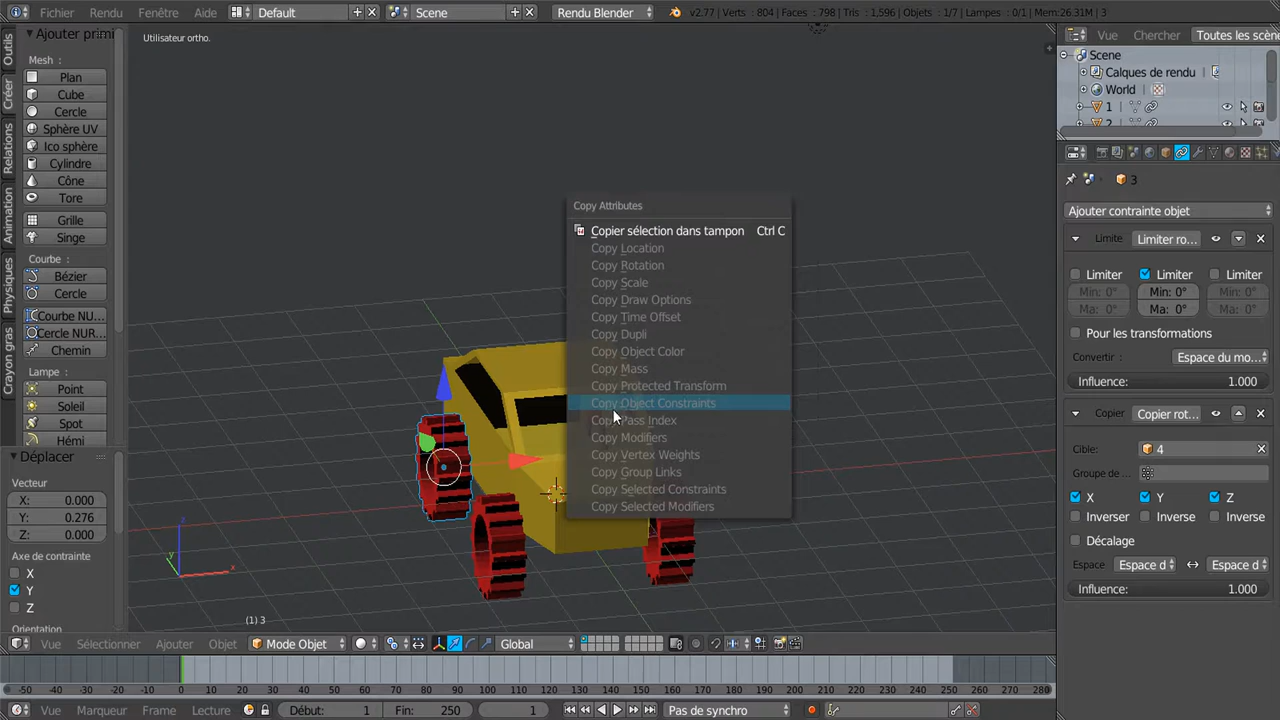 Fichier Rendu Fenêtre Aide Default Scene Rendu Blender v2.77 | Verts : 804 | Faces : 798 | Tris : 1,596 | Objets : 1/7 | Lampes : 0/1 | Mem:26.31M | 3
Outils
Créer
Relations
Animation
Physiques
Crayon gras
Ajouter primi
Mesh :
Plan
Cube
Cercle
Sphère UV
Ico sphère
Cylindre
Cône
Tore
Grille
Singe
Courbe :
Bézier
Cercle
Courbe NU
Cercle NUR
Chemin
Lampe :
Point
Soleil
Spot
Hémi
Déplacer
Vecteur
X: 0.000
Y: 0.276
Z: 0.000
Axe de contrainte
X
Y
Z
Orientation
Utilisateur ortho.
Copy Attributes
Copier sélection dans tampon Ctrl C
Copy Location
Copy Rotation
Copy Scale
Copy Draw Options
Copy Time Offset
Copy Dupli
Copy Object Color
Copy Mass
Copy Protected Transform
Copy Object Constraints
Copy Pass Index
Copy Modifiers
Copy Vertex Weights
Copy Group Links
Copy Selected Constraints
Copy Selected Modifiers
z
y
x
(1) 3
Vue Chercher Toutes les scèn
Scene
Calques de rendu
World
1
2
3
Ajouter contrainte objet
Limite Limiter ro...
Limiter Limiter Limiter
Min: 0° Min: 0° Min: 0°
Ma: 0° Ma: 0° Ma: 0°
Pour les transformations
Convertir : Espace du mo...
Influence: 1.000
Copier Copier rot...
Cible: 4
Groupe de
X Y Z
Inverser Inverse Inverse
Décalage
Espace Espace d Espace d
Influence: 1.000
Vue Sélectionner Ajouter Objet Mode Objet Global
-50 -40 -30 -20 -10 0 10 20 30 40 50 60 70 80 90 100 110 120 130 140 150 160 170 180 190 200 210 220 230 240 250 260 270 280
Vue Marqueur Frame Lecture Début: 1 Fin: 250 1 Pas de synchro